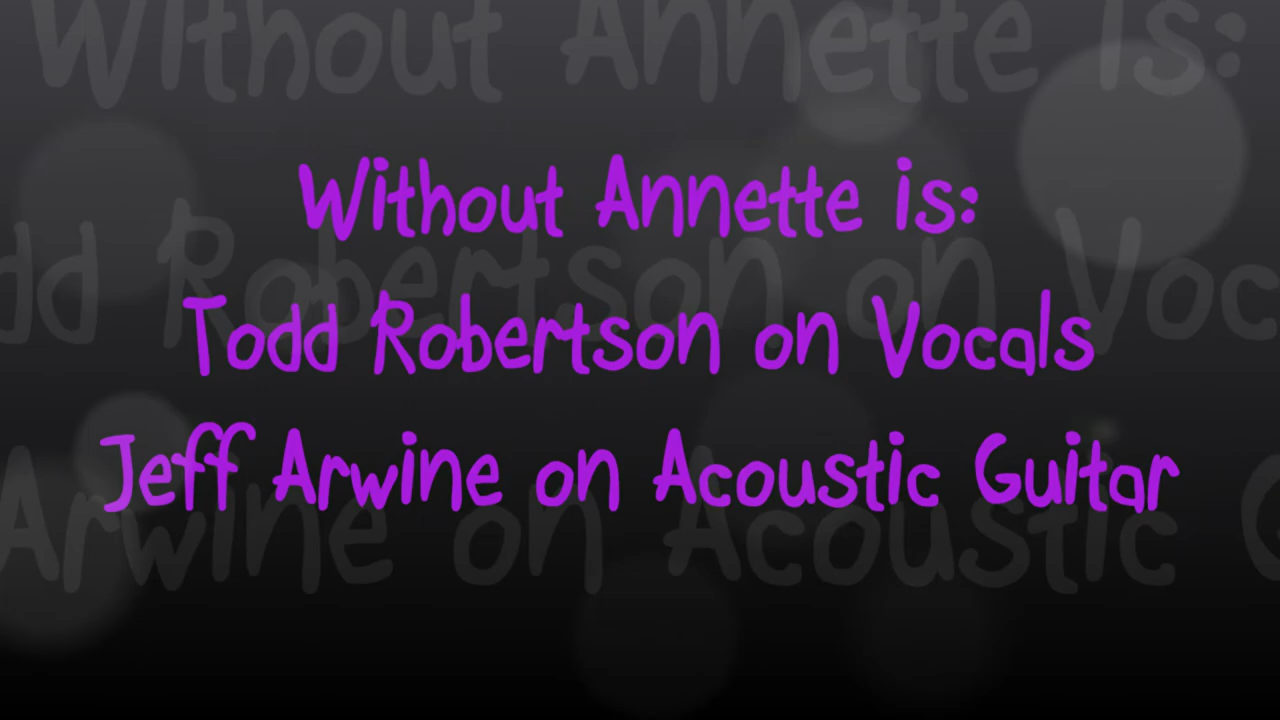 Without Annette is:
Todd Robertson on Vocals
Jeff Arwine on Acoustic Guitar